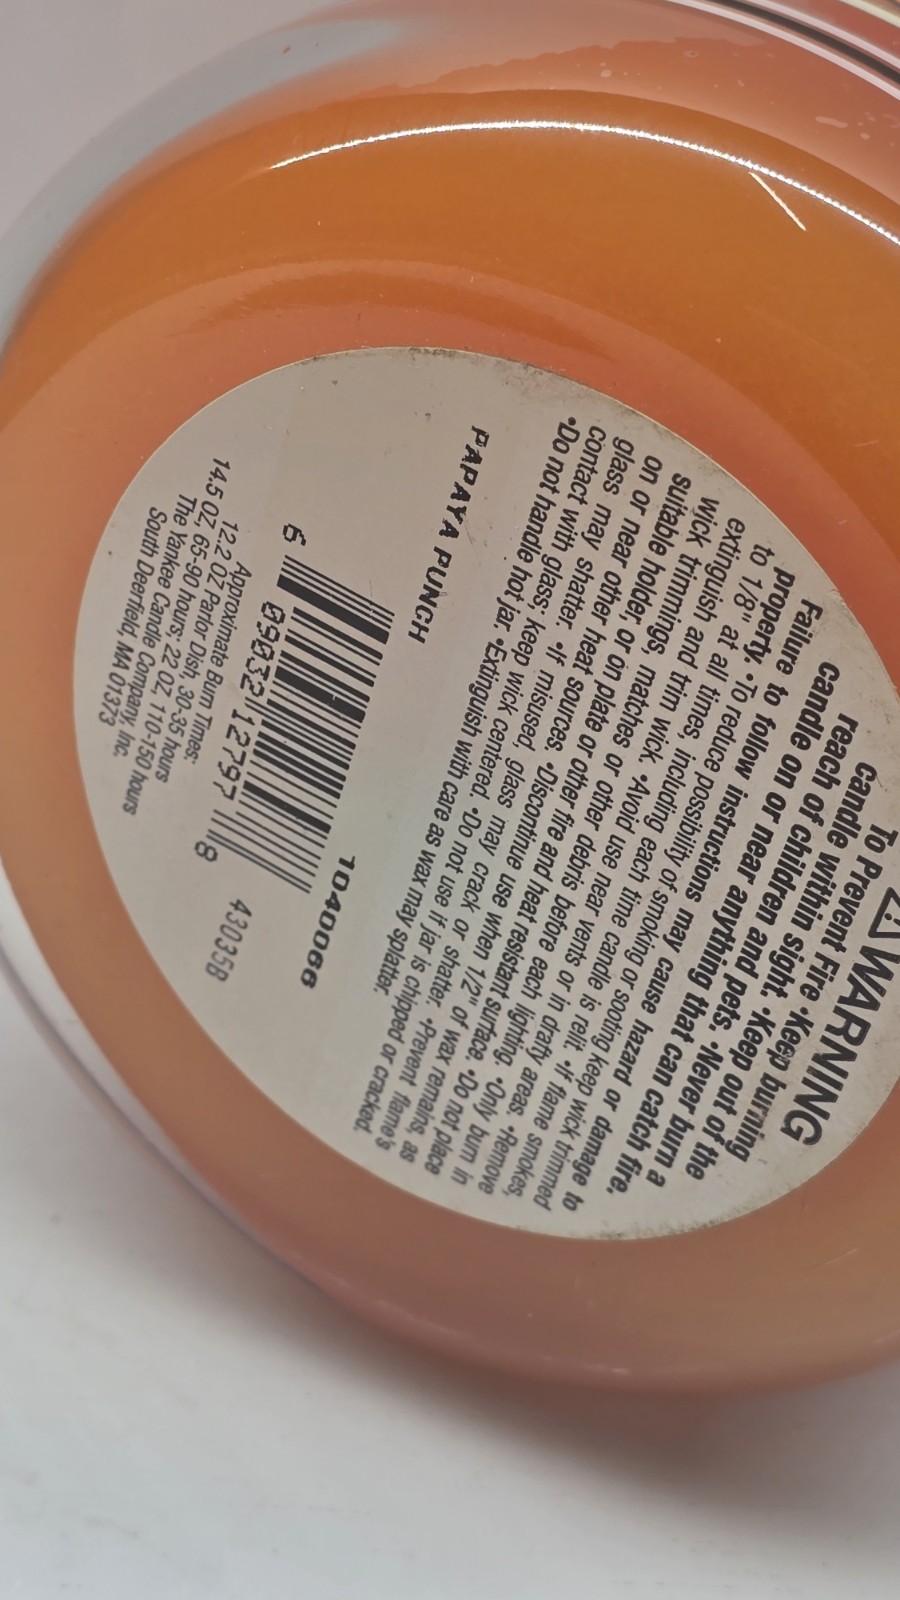 WARNING
To Prevent Fire •Keep burning
candle within sight. •Keep out of the
reach of children and pets. •Never burn a
candle on or near anything that can catch fire.
Failure to follow instructions may cause hazard or damage to
property. •To reduce possibility of smoking or sooting keep wick trimmed
to 1/8" at all times, including each time candle is relit. •If flame smokes,
extinguish and trim wick. •Avoid use near vents or in drafty areas. •Remove
wick trimmings, matches or other debris before each lighting. •Only burn in
suitable holder, or in plate or other fire and heat resistant surface. •Do not place
on or near other heat sources. •Discontinue use when 1/2" of wax remains, as
glass may shatter. •If misused, glass may crack or shatter. •Prevent flame's
contact with glass; keep wick centered. •Do not use if jar is chipped or cracked.
•Do not handle hot jar •Extinguish with care as wax may splatter.
PAPAYA PUNCH
1040066
6 09032 12797 8
43035B
Approximate Burn Times:
12.2 OZ Parlor Dish, 30-35 hours
14.5 OZ, 65-90 hours; 22 OZ, 110-150 hours
The Yankee Candle Company, Inc.
South Deerfield, MA 01373